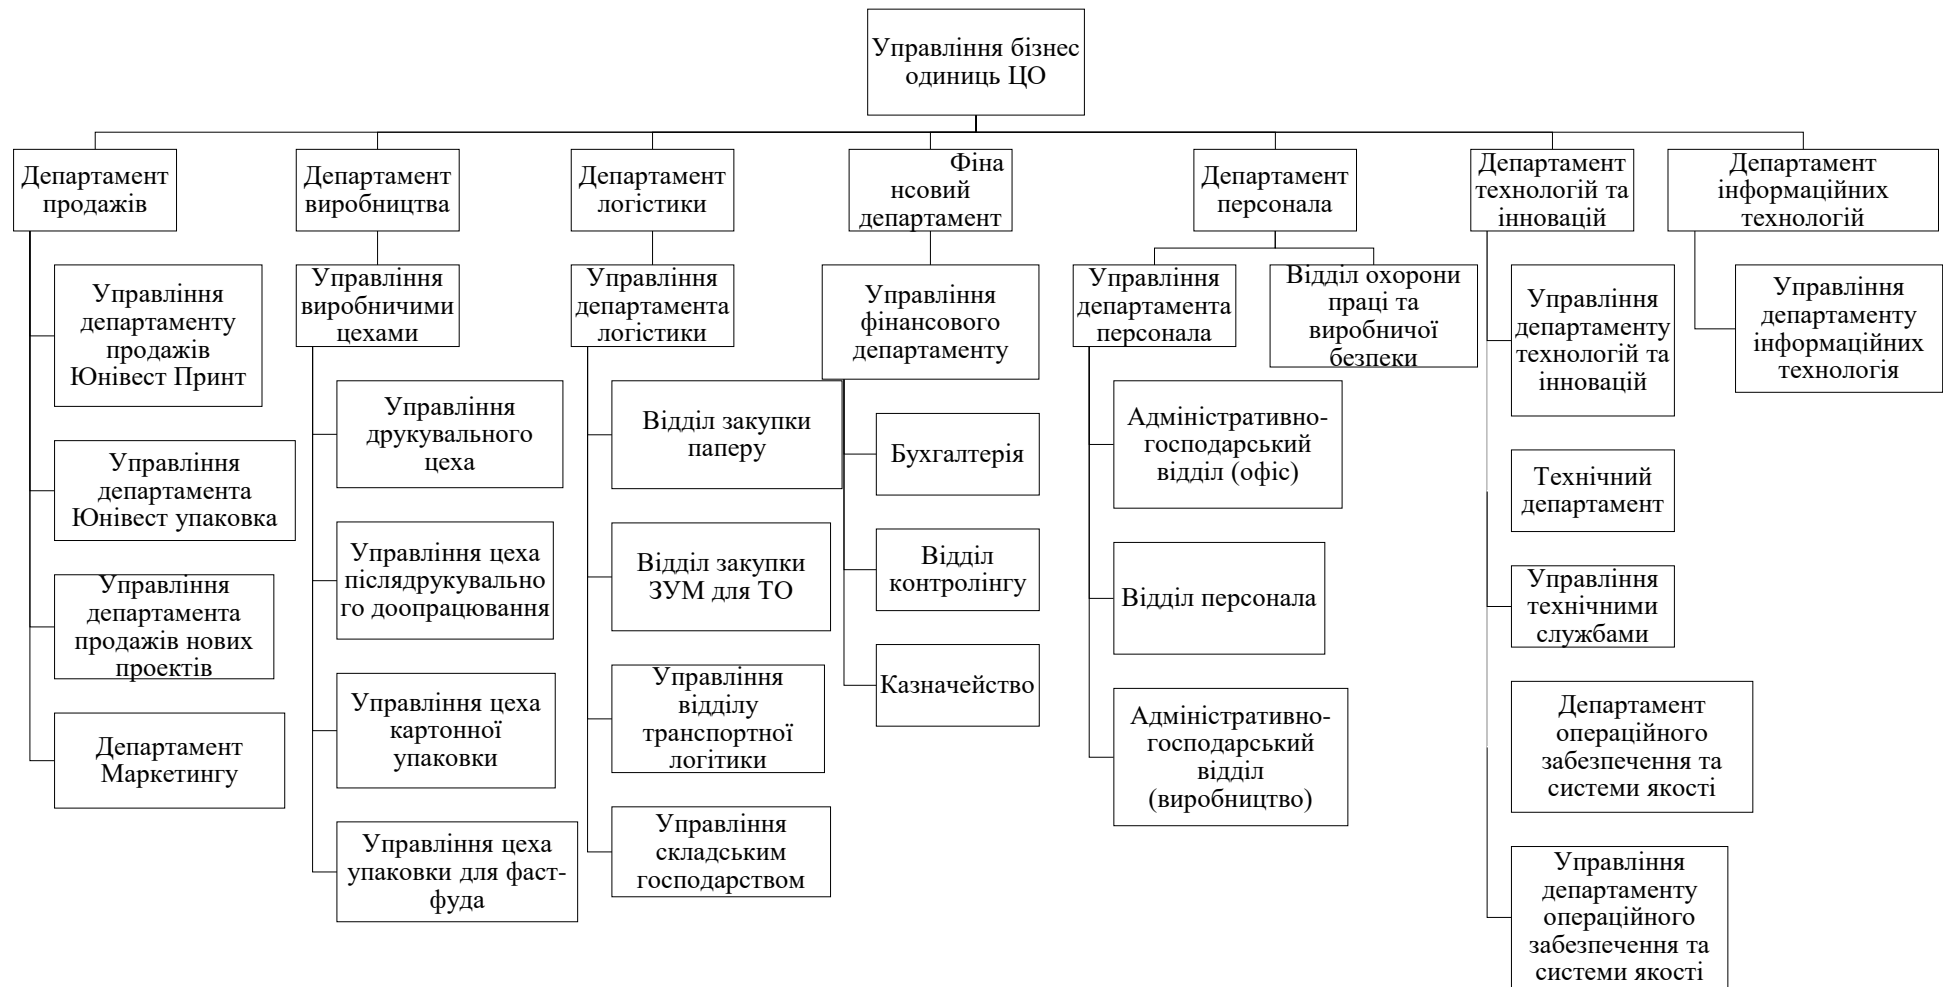 Управління бізнес
одиниць ЦО
Департамент
продажів
Департамент
виробництва
Департамент
логістики
Фіна
нсовий
департамент
Департамент
персонала
Департамент
технологій та
інновацій
Департамент
інформаційних
технологій
Управління
департаменту
продажів
Юнівест Принт
Управління
департамента
Юнівест упаковка
Управління
департамента
продажів нових
проектів
Департамент
Маркетингу
Управління
виробничими
цехами
Управління
друкувального
цеха
Управління цеха
післядрукувально
го доопрацювання
Управління цеха
картонної
упаковки
Управління цеха
упаковки для фаст-
фуда
Управління
департамента
логістики
Відділ закупки
паперу
Відділ закупки
ЗУМ для ТО
Управління
відділу
транспортної
логітики
Управління
складським
господарством
Управління
фінансового
департаменту
Бухгалтерія
Відділ
контролінгу
Казначейство
Управління
департамента
персонала
Відділ охорони
праці та
виробничої
безпеки
Адміністративно-
господарський
відділ (офіс)
Відділ персонала
Адміністративно-
господарський
відділ
(виробництво)
Управління
департаменту
технологій та
інновацій
Технічний
департамент
Управління
технічними
службами
Департамент
операційного
забезпечення та
системи якості
Управління
департаменту
операційного
забезпечення та
системи якості
Управління
департаменту
інформаційних
технологія